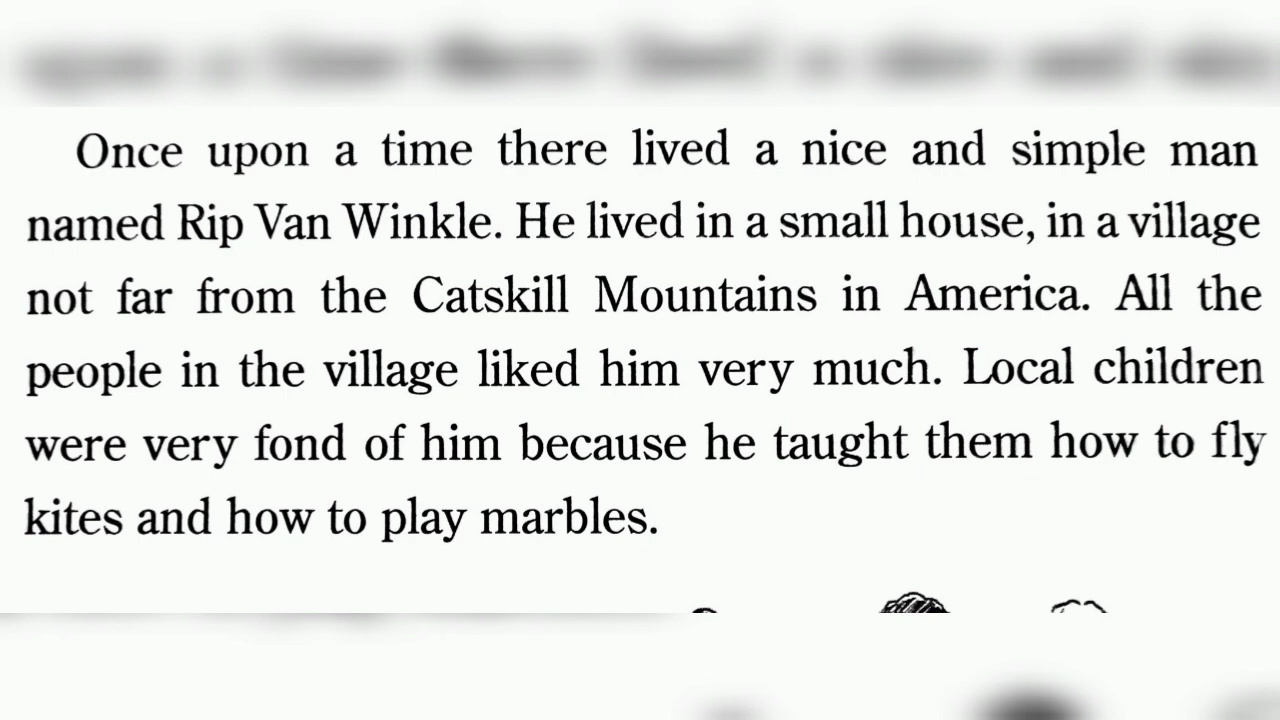 Once upon a time there lived a nice and simple man
named Rip Van Winkle. He lived in a small house, in a village
not far from the Catskill Mountains in America. All the
people in the village liked him very much. Local children
were very fond of him because he taught them how to fly
kites and how to play marbles.